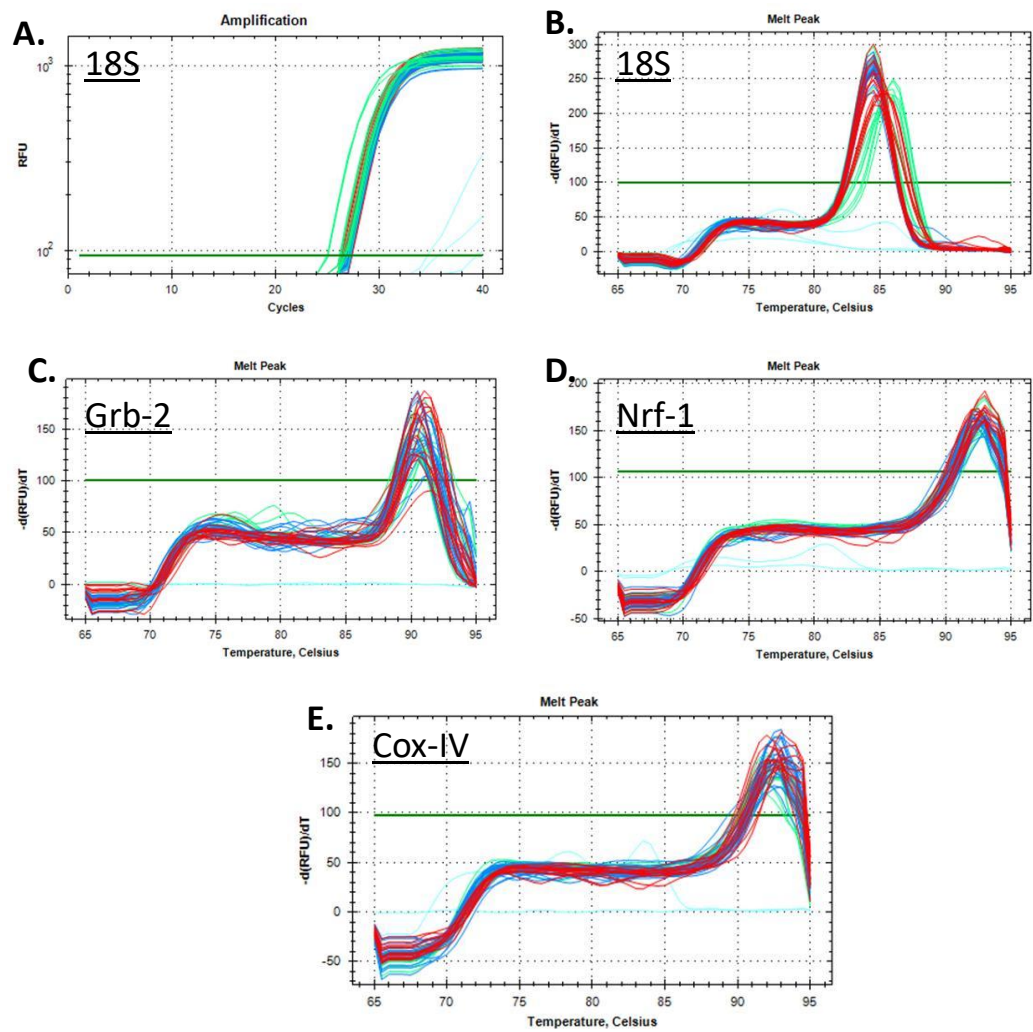 A.
Amplification
18S
RFU
10³
10²
0 10 20 30 40
Cycles
B.
Melt Peak
18S
-d(RFU)/dT
300
250
200
150
100
50
0
65 70 75 80 85 90 95
Temperature, Celsius
C.
Melt Peak
Grb-2
-d(RFU)/dT
150
100
50
0
65 70 75 80 85 90 95
Temperature, Celsius
D.
Melt Peak
Nrf-1
-d(RFU)/dT
200
150
100
50
0
-50
65 70 75 80 85 90 95
Temperature, Celsius
E.
Melt Peak
Cox-IV
-d(RFU)/dT
150
100
50
0
-50
65 70 75 80 85 90 95
Temperature, Celsius